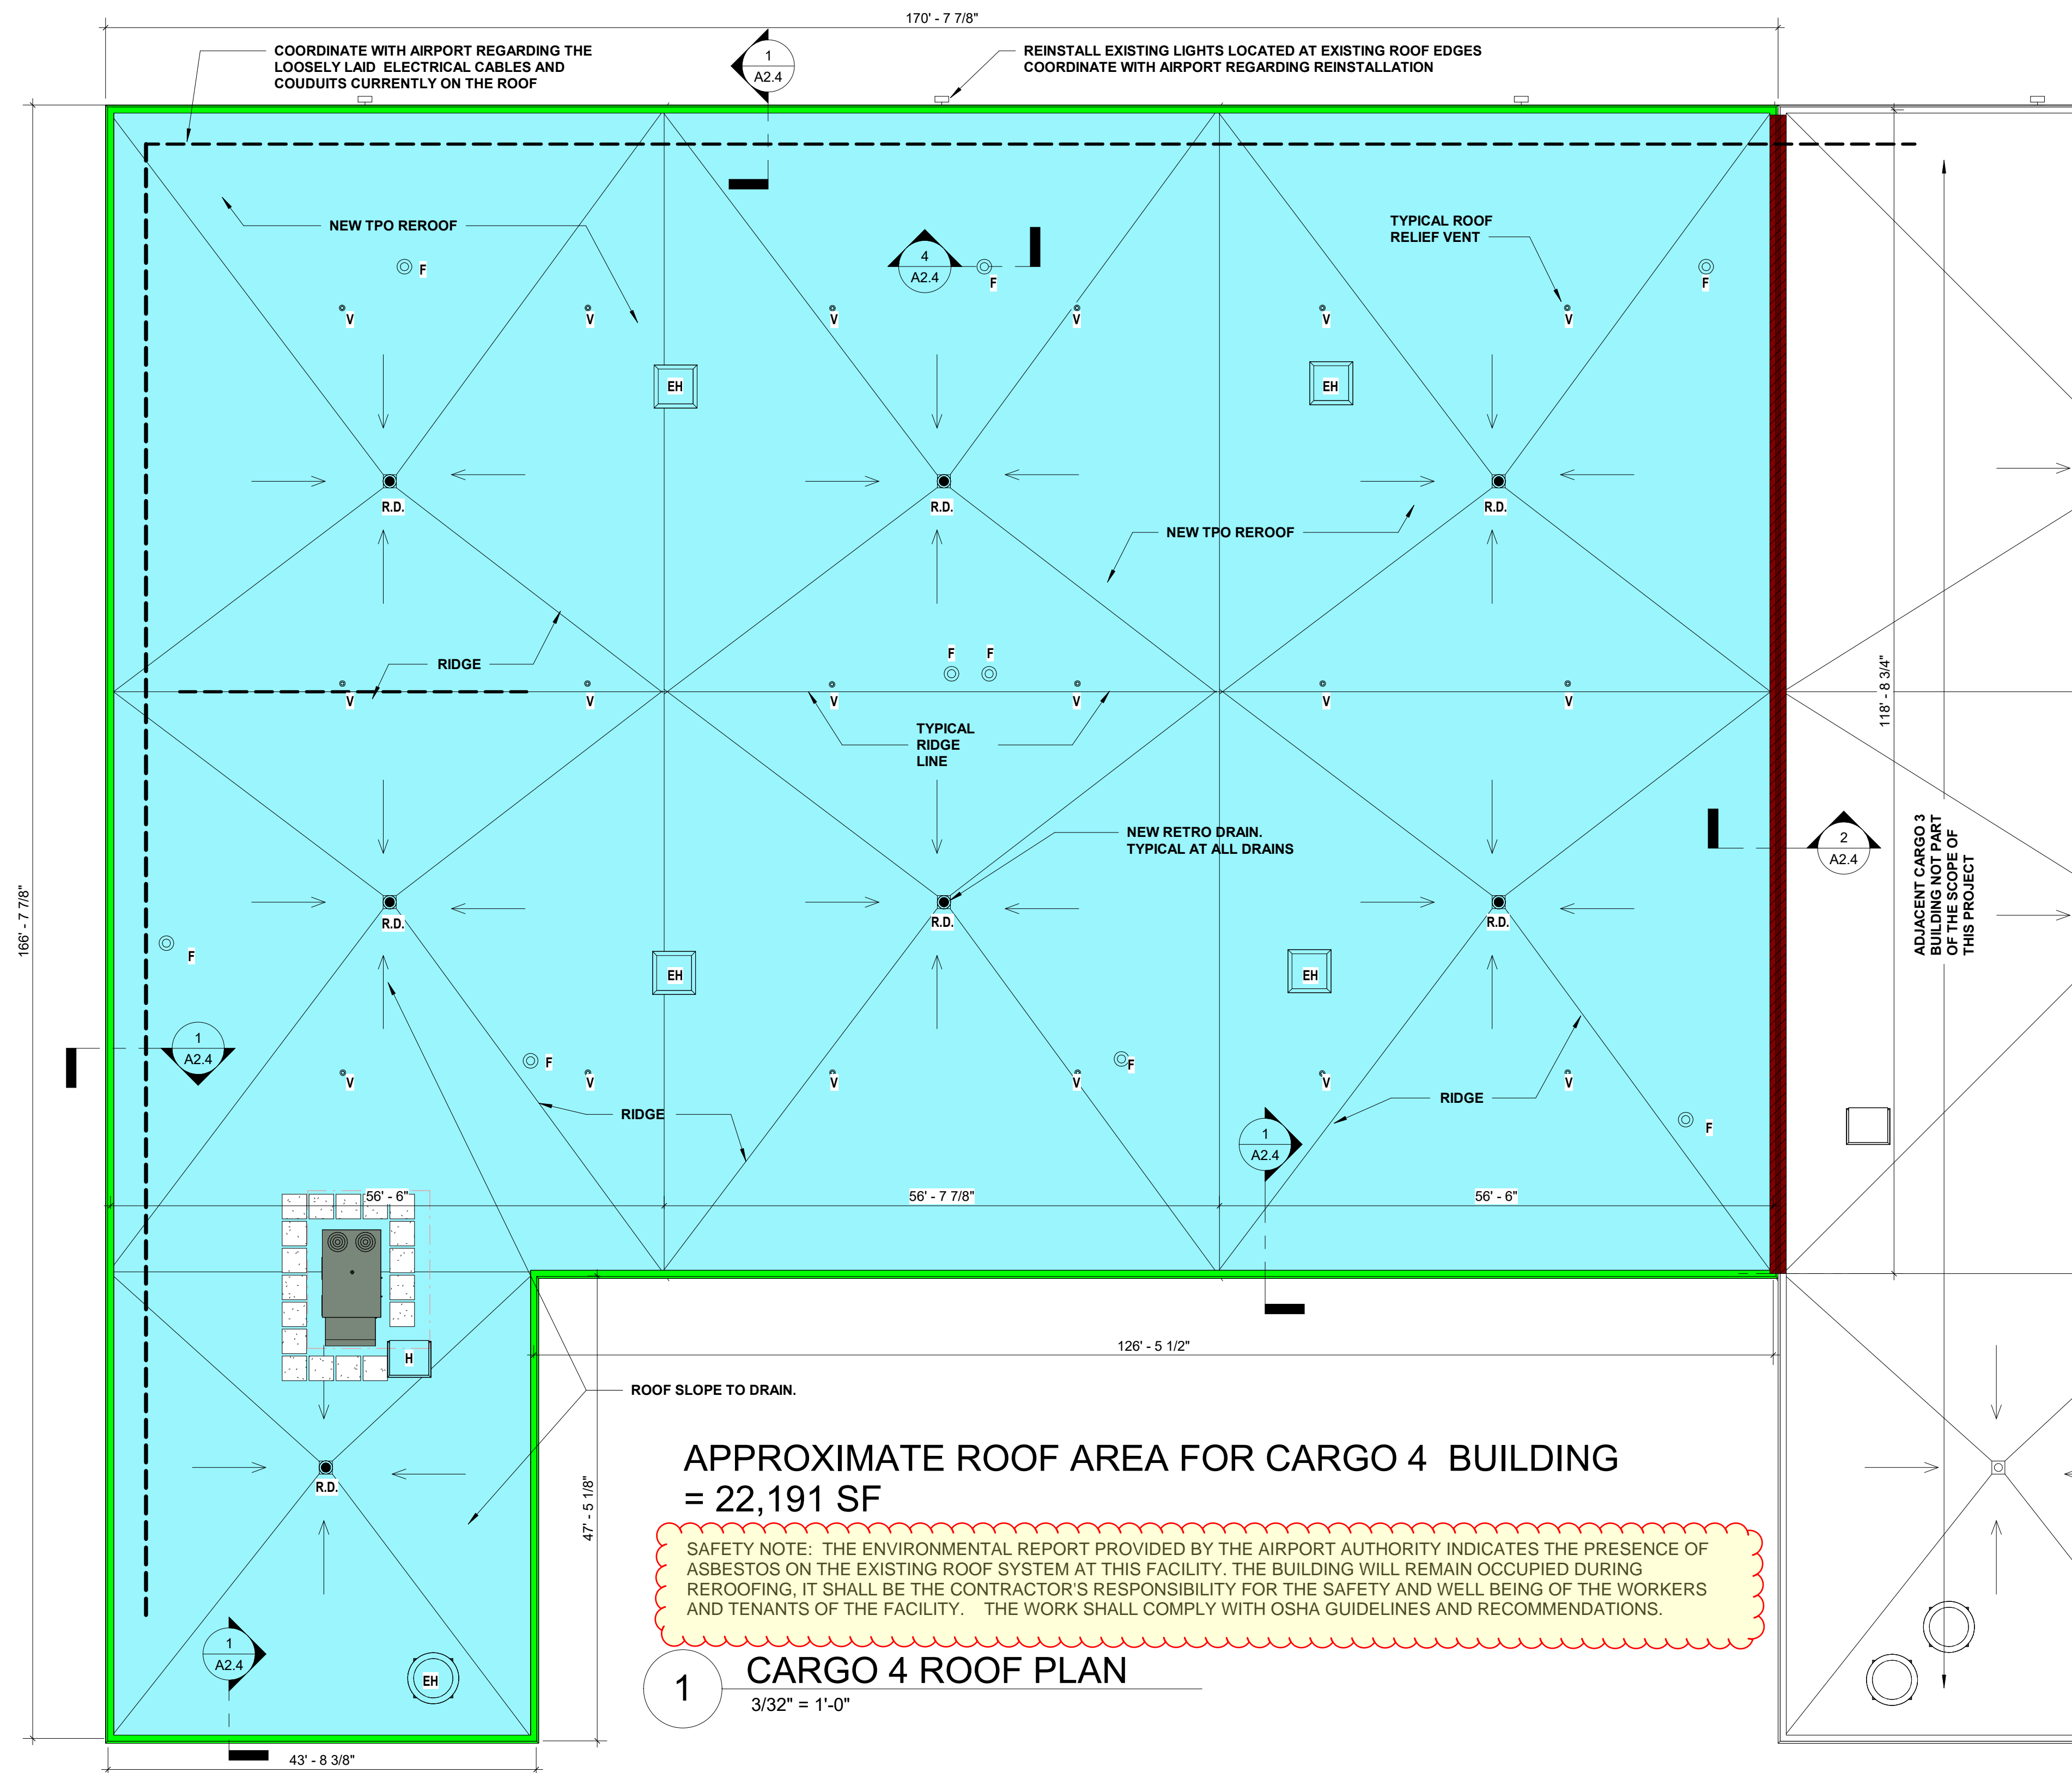 170' - 7 7/8"
COORDINATE WITH AIRPORT REGARDING THE
LOOSELY LAID  ELECTRICAL CABLES AND
COUDUITS CURRENTLY ON THE ROOF
1
A2.4
REINSTALL EXISTING LIGHTS LOCATED AT EXISTING ROOF EDGES
COORDINATE WITH AIRPORT REGARDING REINSTALLATION
NEW TPO REROOF
TYPICAL ROOF
RELIEF VENT
4
A2.4
F
F
F
V
V
V
V
V
V
EH
EH
R.D.
R.D.
R.D.
NEW TPO REROOF
RIDGE
F
F
118' - 8 3/4"
V
V
V
V
V
V
TYPICAL
RIDGE
LINE
NEW RETRO DRAIN.
TYPICAL AT ALL DRAINS
2
A2.4
ADJACENT CARGO 3
BUILDING NOT PART
OF THE SCOPE OF
THIS PROJECT
166' - 7 7/8"
R.D.
R.D.
R.D.
F
EH
EH
1
A2.4
F
F
V
V
V
V
V
V
RIDGE
RIDGE
F
1
A2.4
56' - 6"
56' - 7 7/8"
56' - 6"
126' - 5 1/2"
H
ROOF SLOPE TO DRAIN.
R.D.
47' - 5 1/8"
APPROXIMATE ROOF AREA FOR CARGO 4  BUILDING
= 22,191 SF
SAFETY NOTE:  THE ENVIRONMENTAL REPORT PROVIDED BY THE AIRPORT AUTHORITY INDICATES THE PRESENCE OF
ASBESTOS ON THE EXISTING ROOF SYSTEM AT THIS FACILITY. THE BUILDING WILL REMAIN OCCUPIED DURING
REROOFING, IT SHALL BE THE CONTRACTOR'S RESPONSIBILITY FOR THE SAFETY AND WELL BEING OF THE WORKERS
AND TENANTS OF THE FACILITY.    THE WORK SHALL COMPLY WITH OSHA GUIDELINES AND RECOMMENDATIONS.
1
A2.4
EH
1
CARGO 4 ROOF PLAN
3/32" = 1'-0"
43' - 8 3/8"